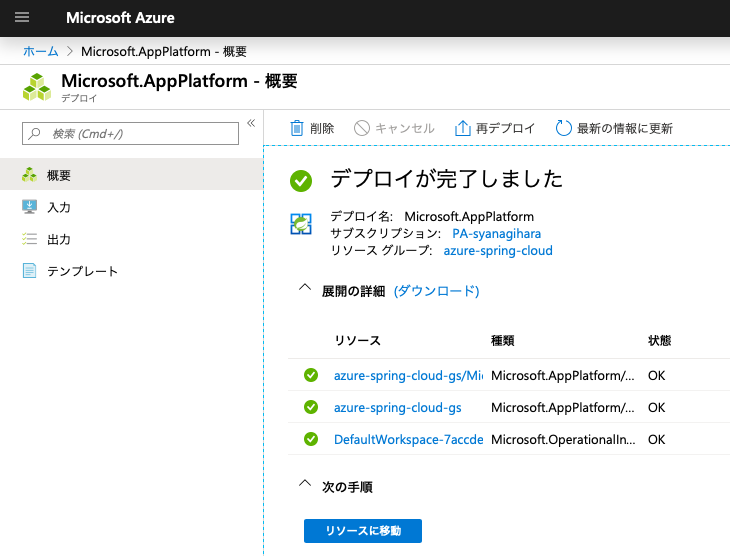 Microsoft Azure
ホーム > Microsoft.AppPlatform - 概要
Microsoft.AppPlatform - 概要
デプロイ
検索 (Cmd+/)
«
概要
入力
出力
テンプレート
削除 キャンセル 再デプロイ 最新の情報に更新
デプロイが完了しました
デプロイ名: Microsoft.AppPlatform
サブスクリプション: PA-syanagihara
リソース グループ: azure-spring-cloud
展開の詳細 (ダウンロード)
リソース 種類 状態
azure-spring-cloud-gs/Mi Microsoft.AppPlatform/... OK
azure-spring-cloud-gs Microsoft.AppPlatform/... OK
DefaultWorkspace-7accde Microsoft.OperationalIn... OK
次の手順
リソースに移動